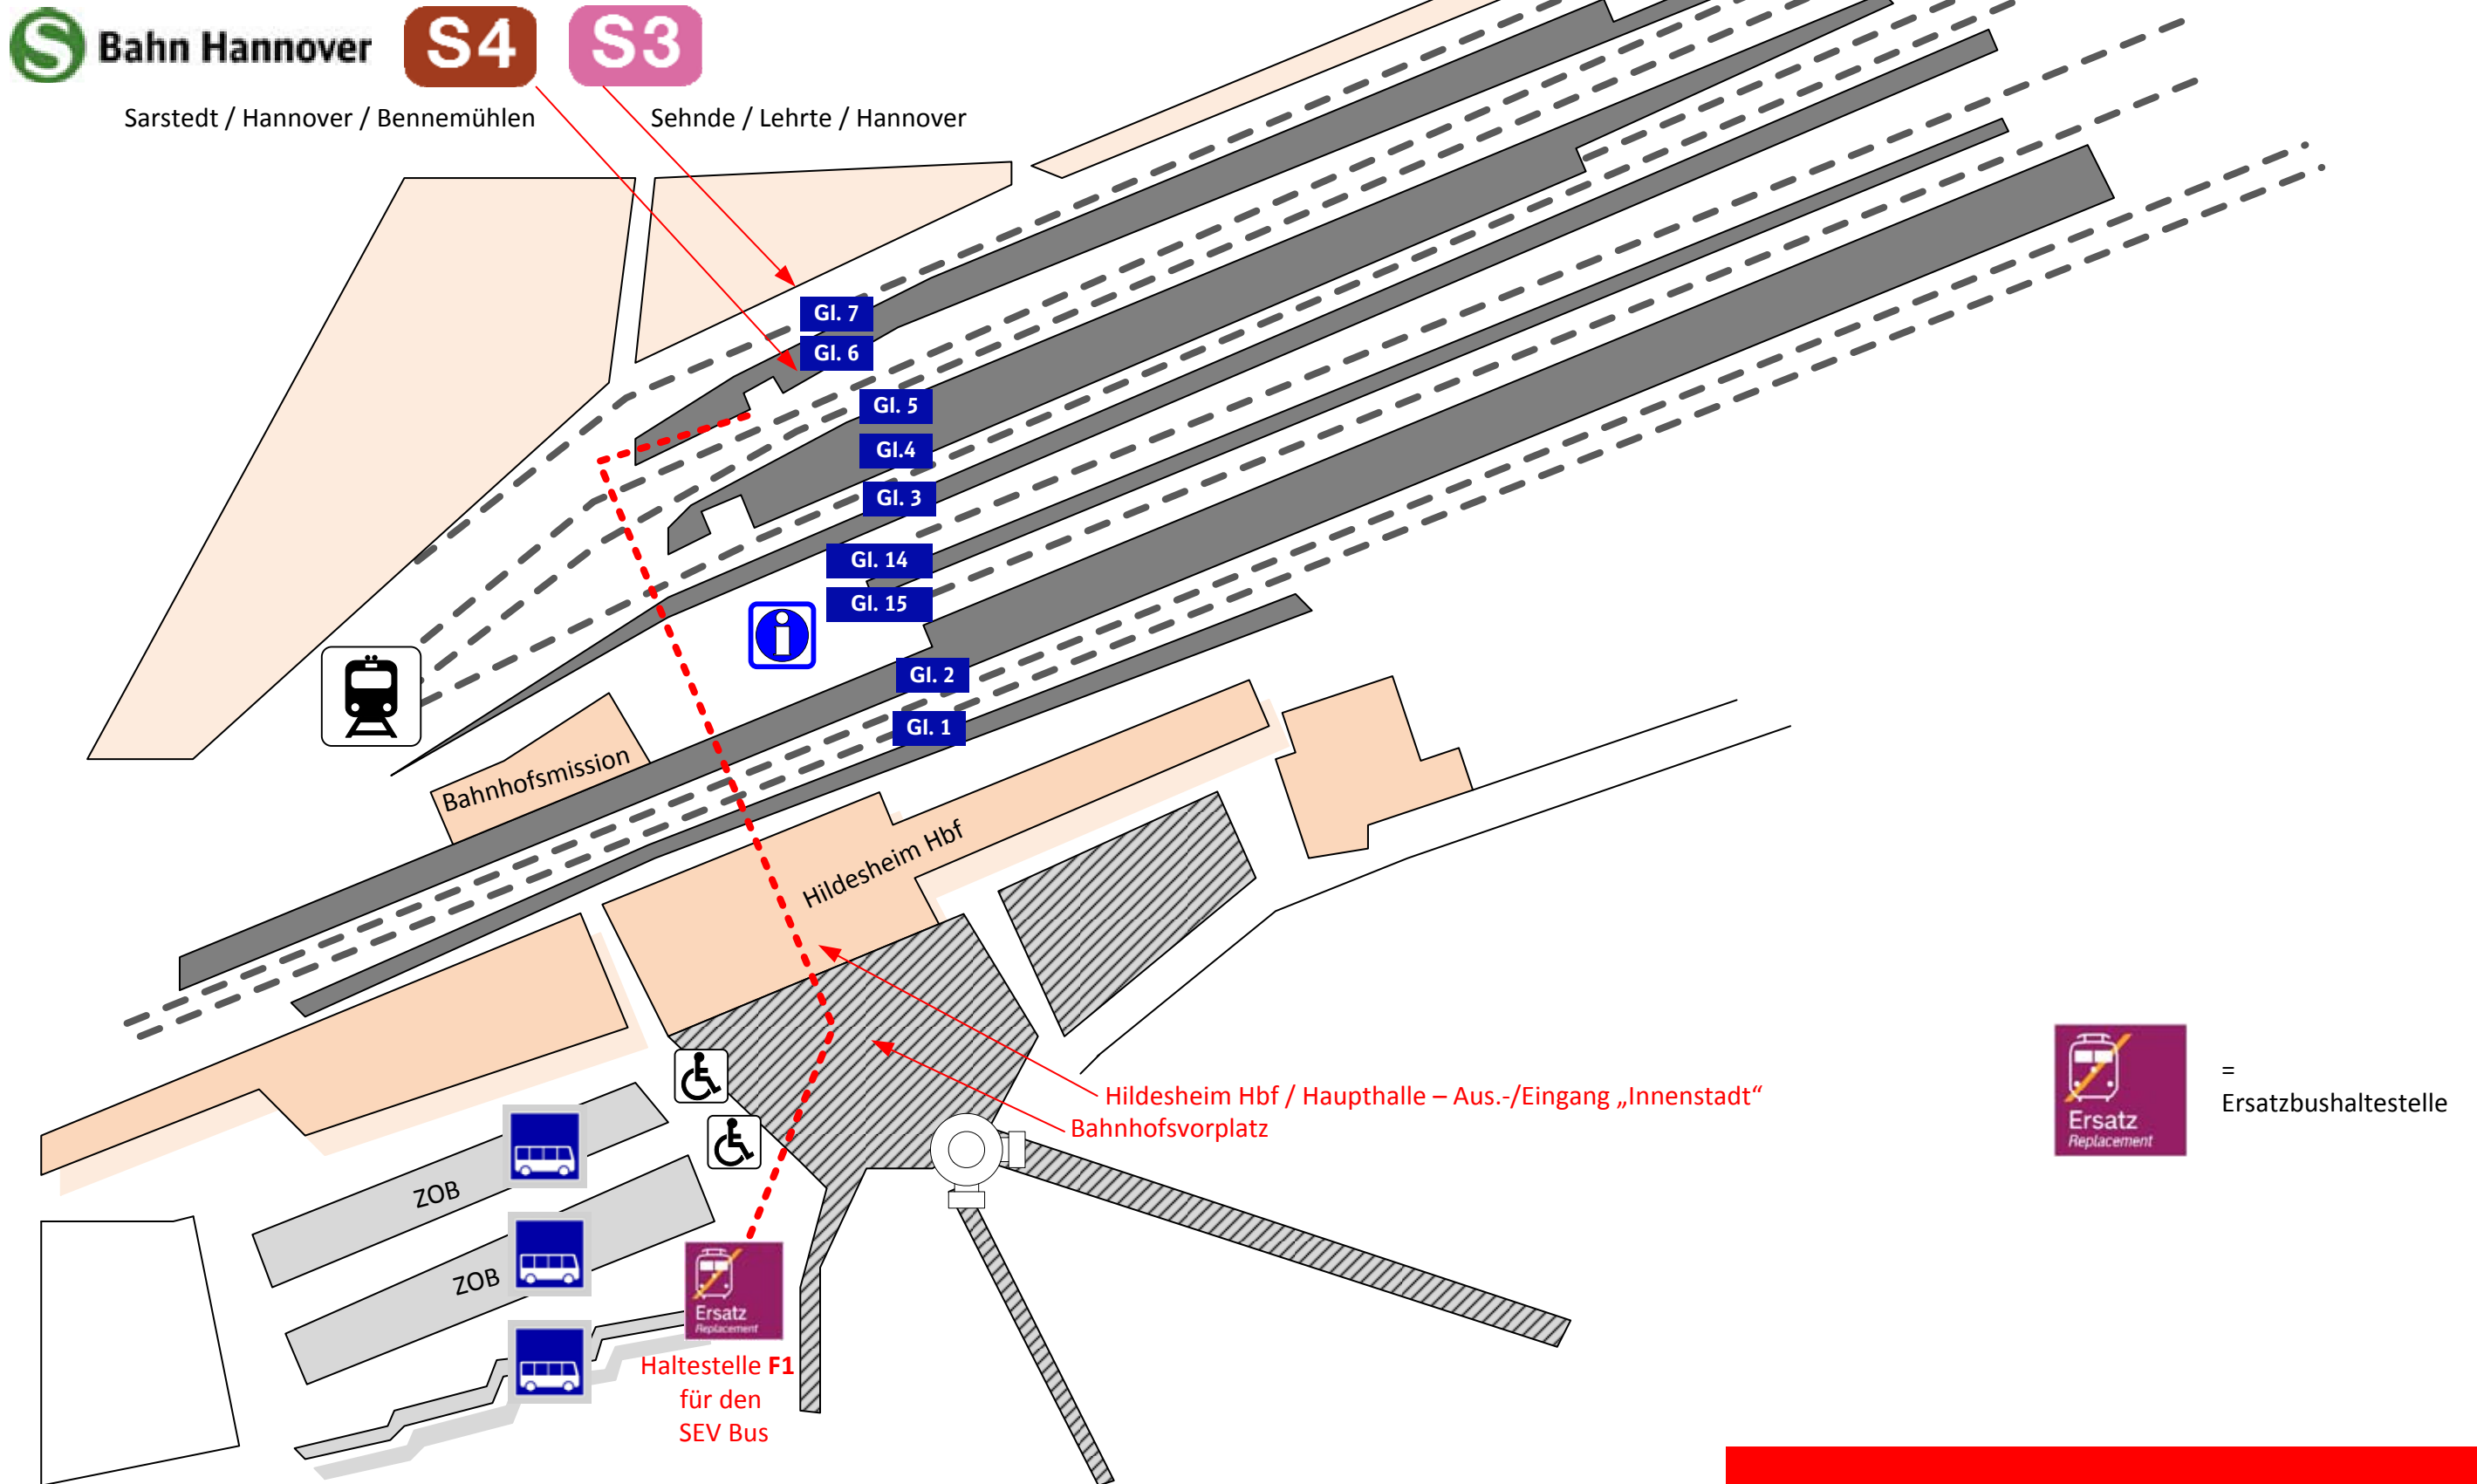 S Bahn Hannover S4 S3
Sarstedt / Hannover / Bennemühlen
Sehnde / Lehrte / Hannover
Gl. 7
Gl. 6
Gl. 5
Gl.4
Gl. 3
Gl. 14
Gl. 15
Gl. 2
Gl. 1
Bahnhofsmission
Hildesheim Hbf
Hildesheim Hbf / Haupthalle – Aus.-/Eingang „Innenstadt“
Bahnhofsvorplatz
Ersatz
Replacement
=
Ersatzbushaltestelle
ZOB
ZOB
Ersatz
Replacement
Haltestelle F1
für den
SEV Bus